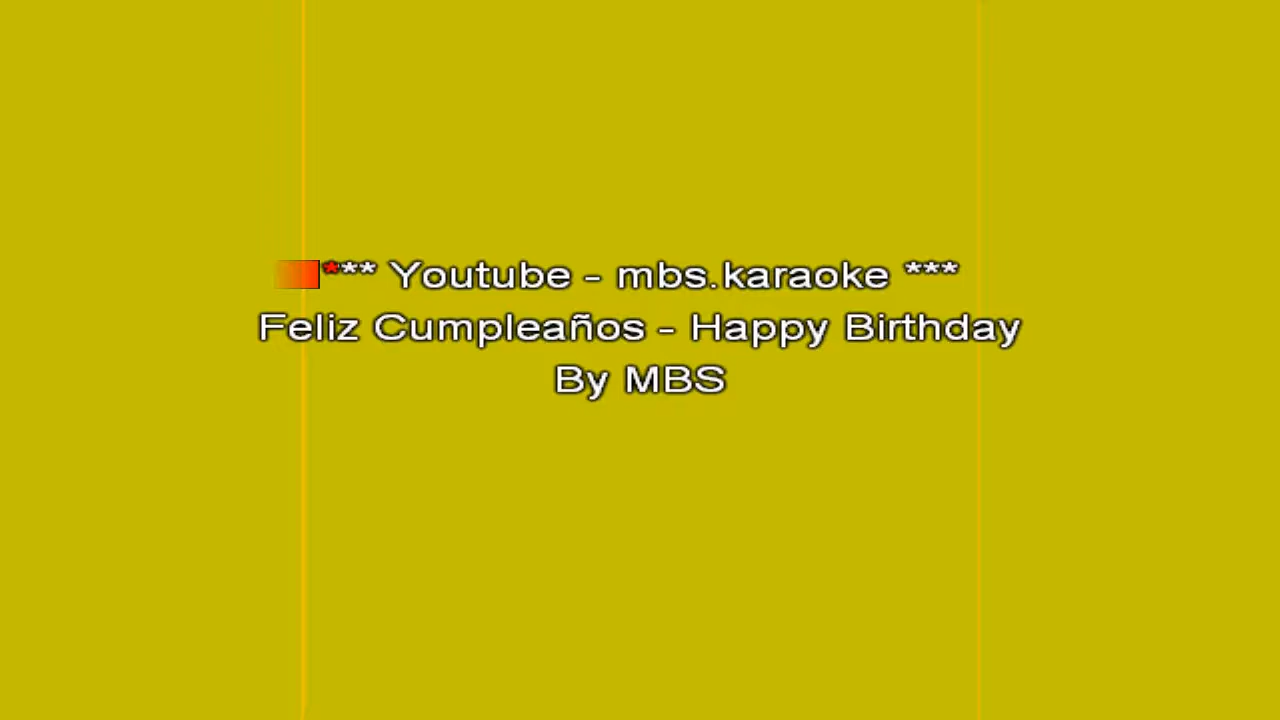 *** Youtube - mbs.karaoke ***
Feliz Cumpleaños - Happy Birthday
By MBS